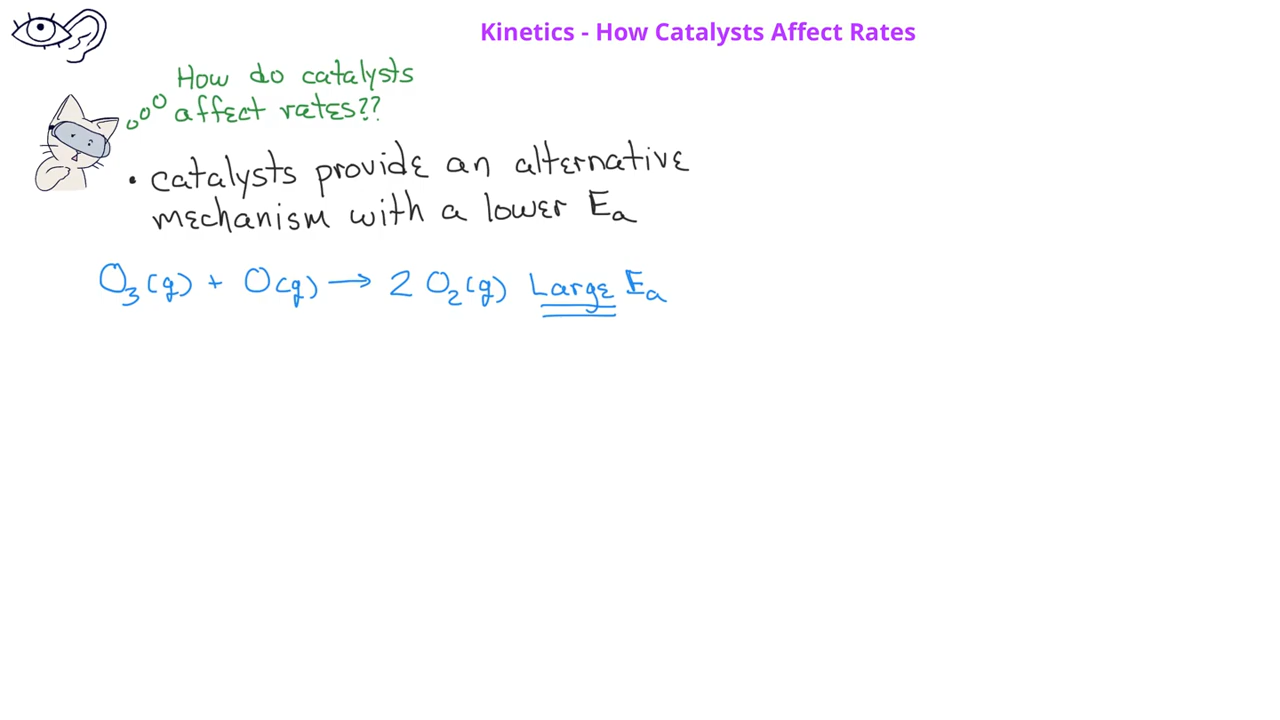 Kinetics - How Catalysts Affect Rates
How do catalysts
affect rates??
• catalysts provide an alternative
mechanism with a lower Eₐ
O₃(g) + O(g) → 2 O₂(g) Large Eₐ